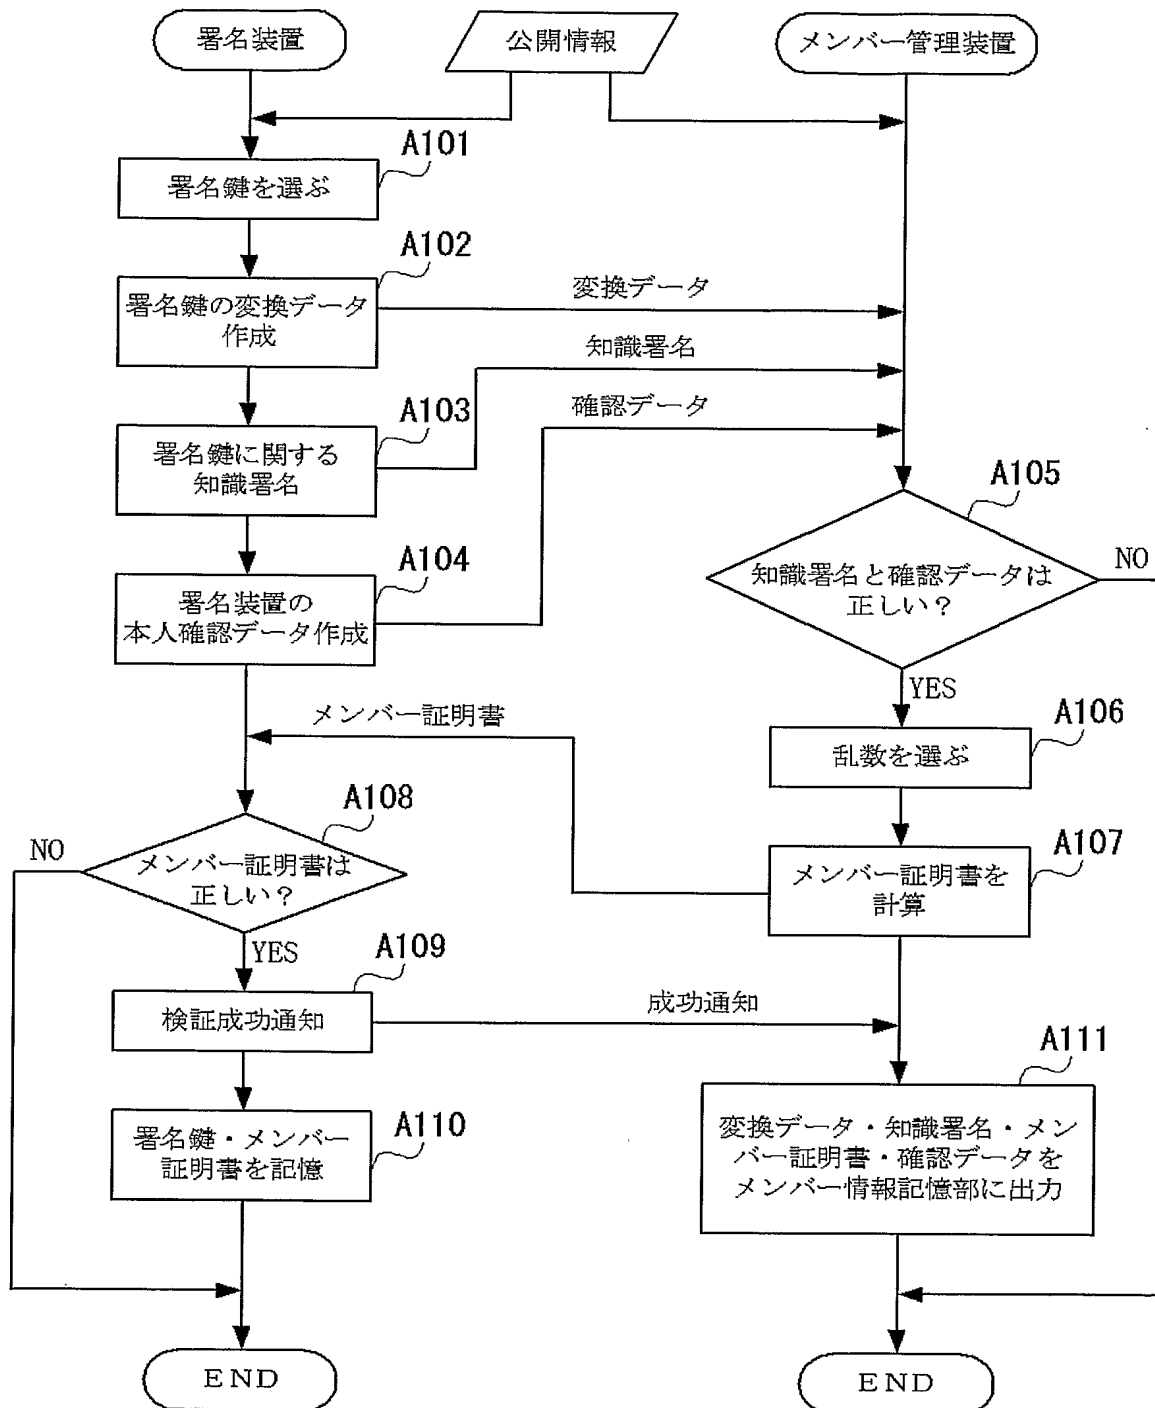 署名装置
公開情報
メンバー管理装置
A101
署名鍵を選ぶ
A102
署名鍵の変換データ
作成
変換データ
知識署名
A103
確認データ
署名鍵に関する
知識署名
A105
A104
知識署名と確認データは
正しい?
NO
署名装置の
本人確認データ作成
YES
メンバー証明書
A106
乱数を選ぶ
A108
A107
NO
メンバー証明書は
正しい?
メンバー証明書を
計算
YES
A109
検証成功通知
成功通知
A111
A110
署名鍵・メンバー
証明書を記憶
変換データ・知識署名・メン
バー証明書・確認データを
メンバー情報記憶部に出力
END
END